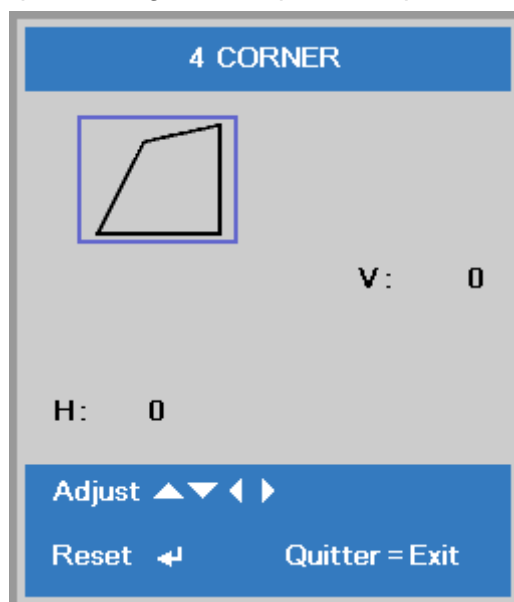 4 CORNER
V: 0
H: 0
Adjust
Reset Quitter = Exit